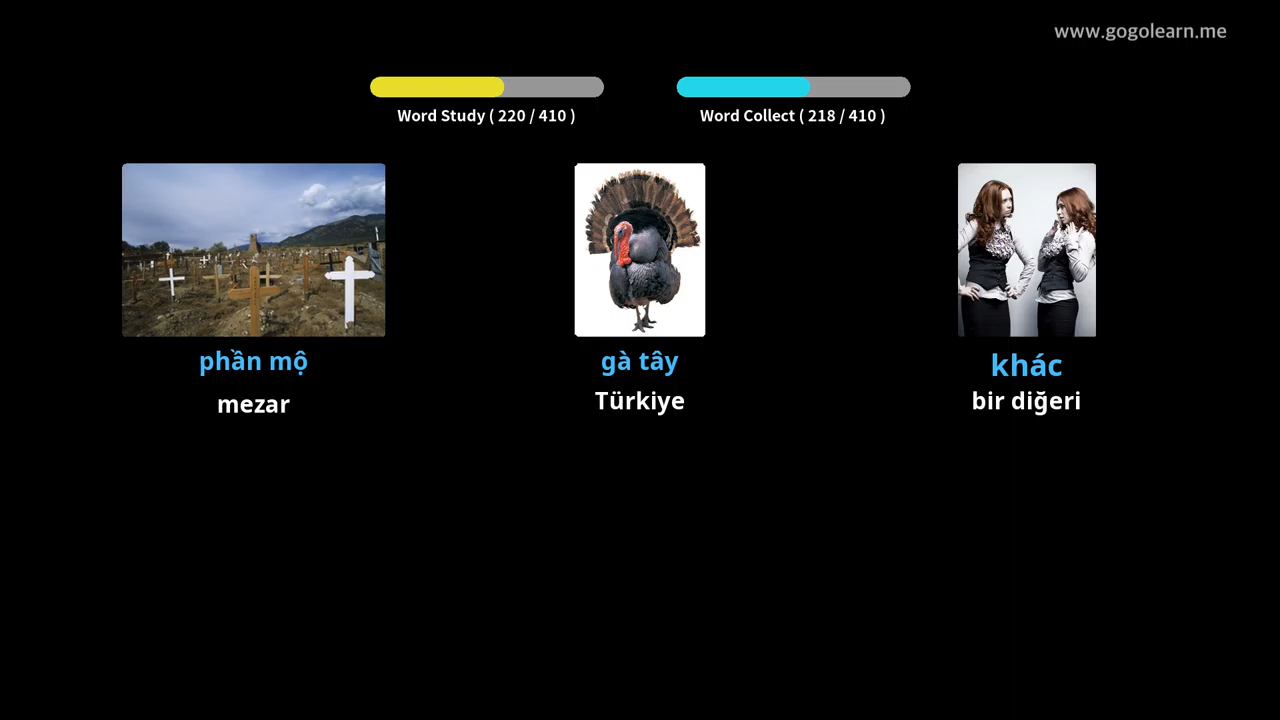 www.gogolearn.me
Word Study ( 220 / 410 )
Word Collect ( 218 / 410 )
phần mộ
gà tây
khác
mezar
Türkiye
bir diğeri